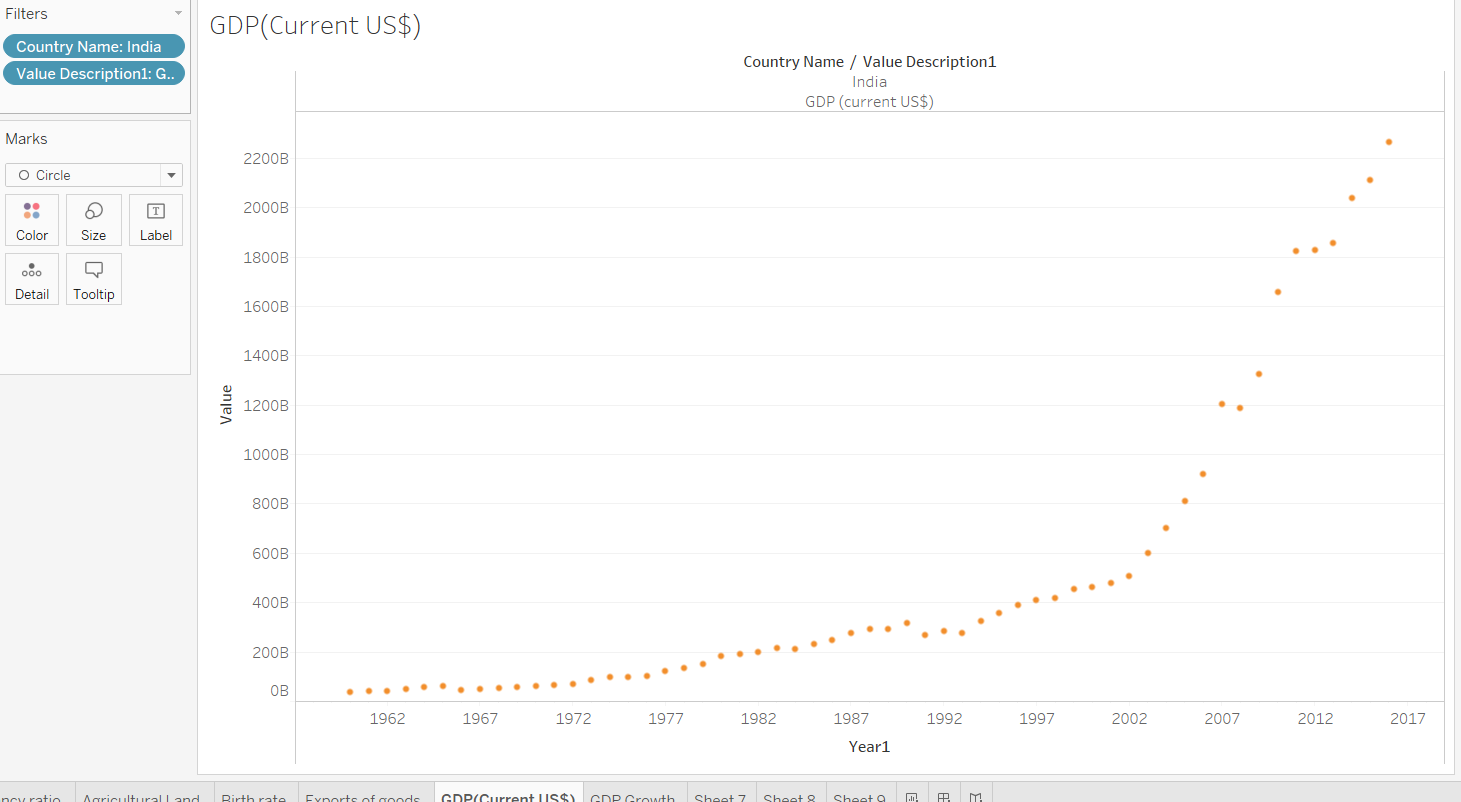 Filters
Country Name: India
Value Description1: G..
Marks
Circle
Color Size Label
Detail Tooltip
GDP(Current US$)
Country Name / Value Description1
India
GDP (current US$)
2200B
2000B
1800B
1600B
1400B
1200B
1000B
800B
600B
400B
200B
0B
Value
1962 1967 1972 1977 1982 1987 1992 1997 2002 2007 2012 2017
Year1
ncy ratio Agricultural Land Birth rate Exports of goods GDP(Current US$) GDP Growth Sheet 7 Sheet 8 Sheet 9